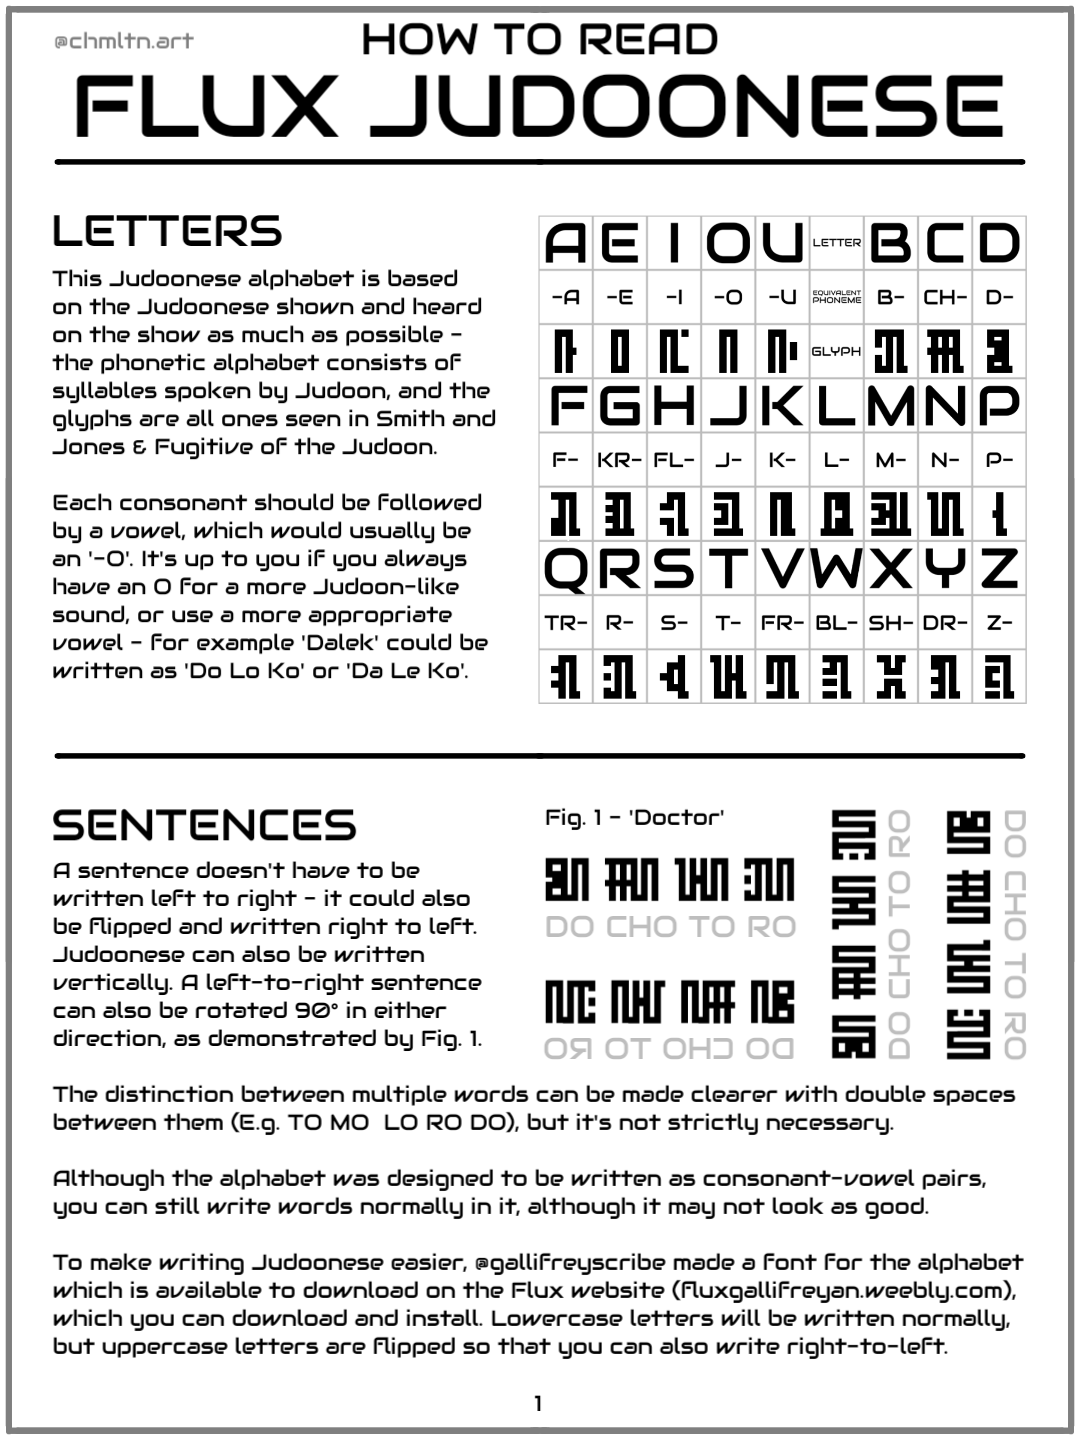 @chmltn.art
HOW TO READ
FLUX JUDOONESE
LETTERS
This Judoonese alphabet is based
on the Judoonese shown and heard
on the show as much as possible -
the phonetic alphabet consists of
syllables spoken by Judoon, and the
glyphs are all ones seen in Smith and
Jones & Fugitive of the Judoon.
Each consonant should be followed
by a vowel, which would usually be
an '-O'. It's up to you if you always
have an O for a more Judoon-like
sound, or use a more appropriate
vowel - for example 'Dalek' could be
written as 'Do Lo Ko' or 'Da Le Ko'.
A E I O U LETTER B C D
-A -E -I -O -U EQUIVALENT PHONEME B- CH- D-
GLYPH
F G H J K L M N P
F- KR- FL- J- K- L- M- N- P-
Q R S T V W X Y Z
TR- R- S- T- FR- BL- SH- DR- Z-
SENTENCES
A sentence doesn't have to be
written left to right - it could also
be flipped and written right to left.
Judoonese can also be written
vertically. A left-to-right sentence
can also be rotated 90° in either
direction, as demonstrated by Fig. 1.
Fig. 1 - 'Doctor'
DO CHO TO RO
DO CHO TO RO
DO CHO TO RO
DO CHO TO RO
The distinction between multiple words can be made clearer with double spaces
between them (E.g. TO MO  LO RO DO), but it's not strictly necessary.
Although the alphabet was designed to be written as consonant-vowel pairs,
you can still write words normally in it, although it may not look as good.
To make writing Judoonese easier, @gallifreyscribe made a font for the alphabet
which is available to download on the Flux website (fluxgallifreyan.weebly.com),
which you can download and install. Lowercase letters will be written normally,
but uppercase letters are flipped so that you can also write right-to-left.
1